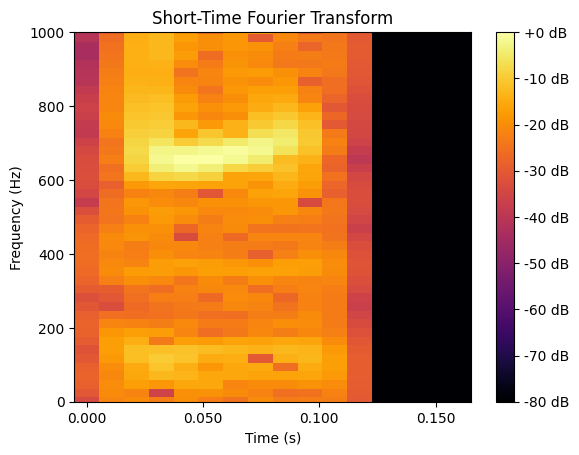 Short-Time Fourier Transform
1000
800
600
400
200
0
Frequency (Hz)
0.000
0.050
0.100
0.150
Time (s)
+0 dB
-10 dB
-20 dB
-30 dB
-40 dB
-50 dB
-60 dB
-70 dB
-80 dB